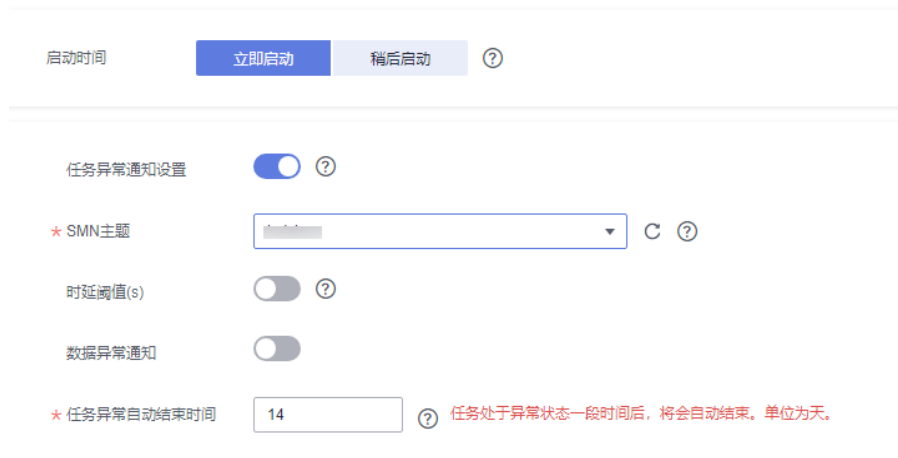 启动时间 立即启动 稍后启动
任务异常通知设置
* SMN主题
时延阈值(s)
数据异常通知
* 任务异常自动结束时间 14 任务处于异常状态一段时间后，将会自动结束。单位为天。